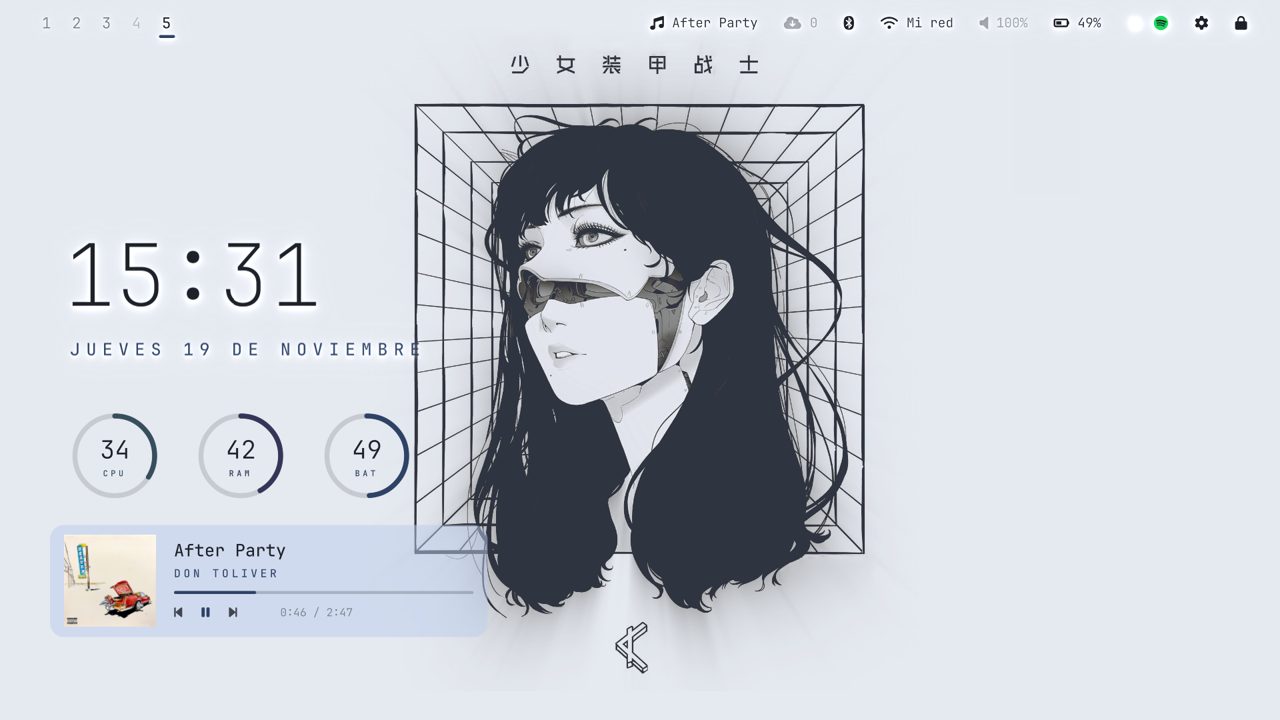 1 2 3 4 5
After Party 0 Mi red 100% 49%
少女装甲战士
15:31
JUEVES 19 DE NOVIEMBRE
34 42 49
CPU RAM BAT
After Party
DON TOLIVER
0:46 / 2:47